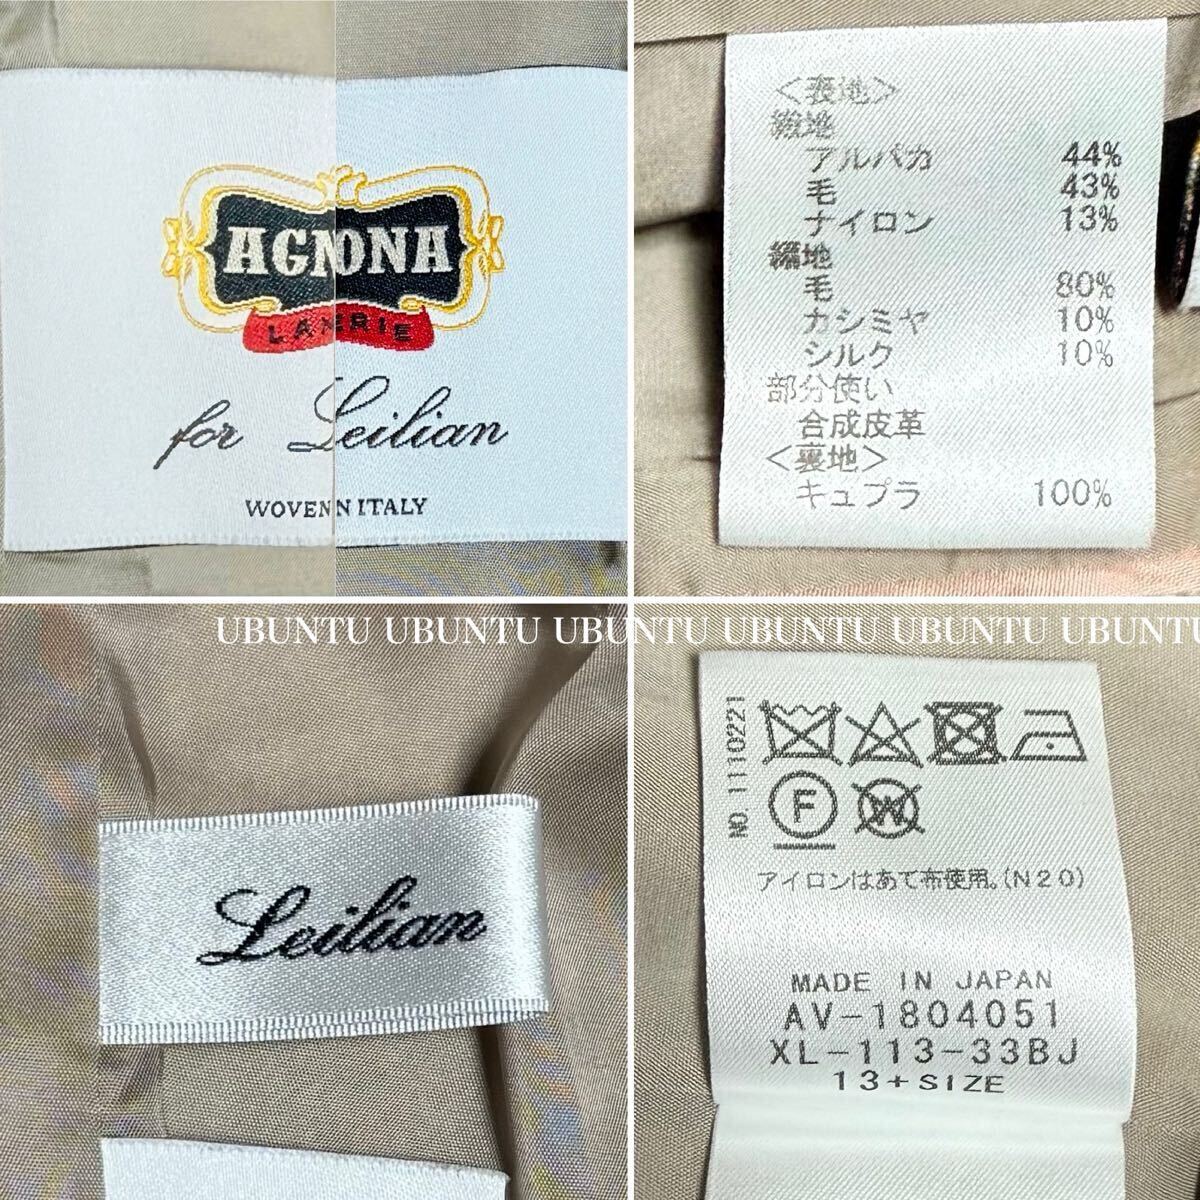 AGNONA
LANERIE
for Leilian
WOVENN ITALY
<表地>
緞地
アルパカ 44%
毛 43%
ナイロン 13%
編地
毛 80%
カシミヤ 10%
シルク 10%
部分使い
合成皮革
<裏地>
キュプラ 100%
UBUNTU UBUNTU UBUNTU UBUNTU UBUNTU UBUNTU
Leilian
NO. 1110221
F W
アイロンはあて布使用。(N20)
MADE IN JAPAN
AV-1804051
XL-113-33BJ
13+SIZE